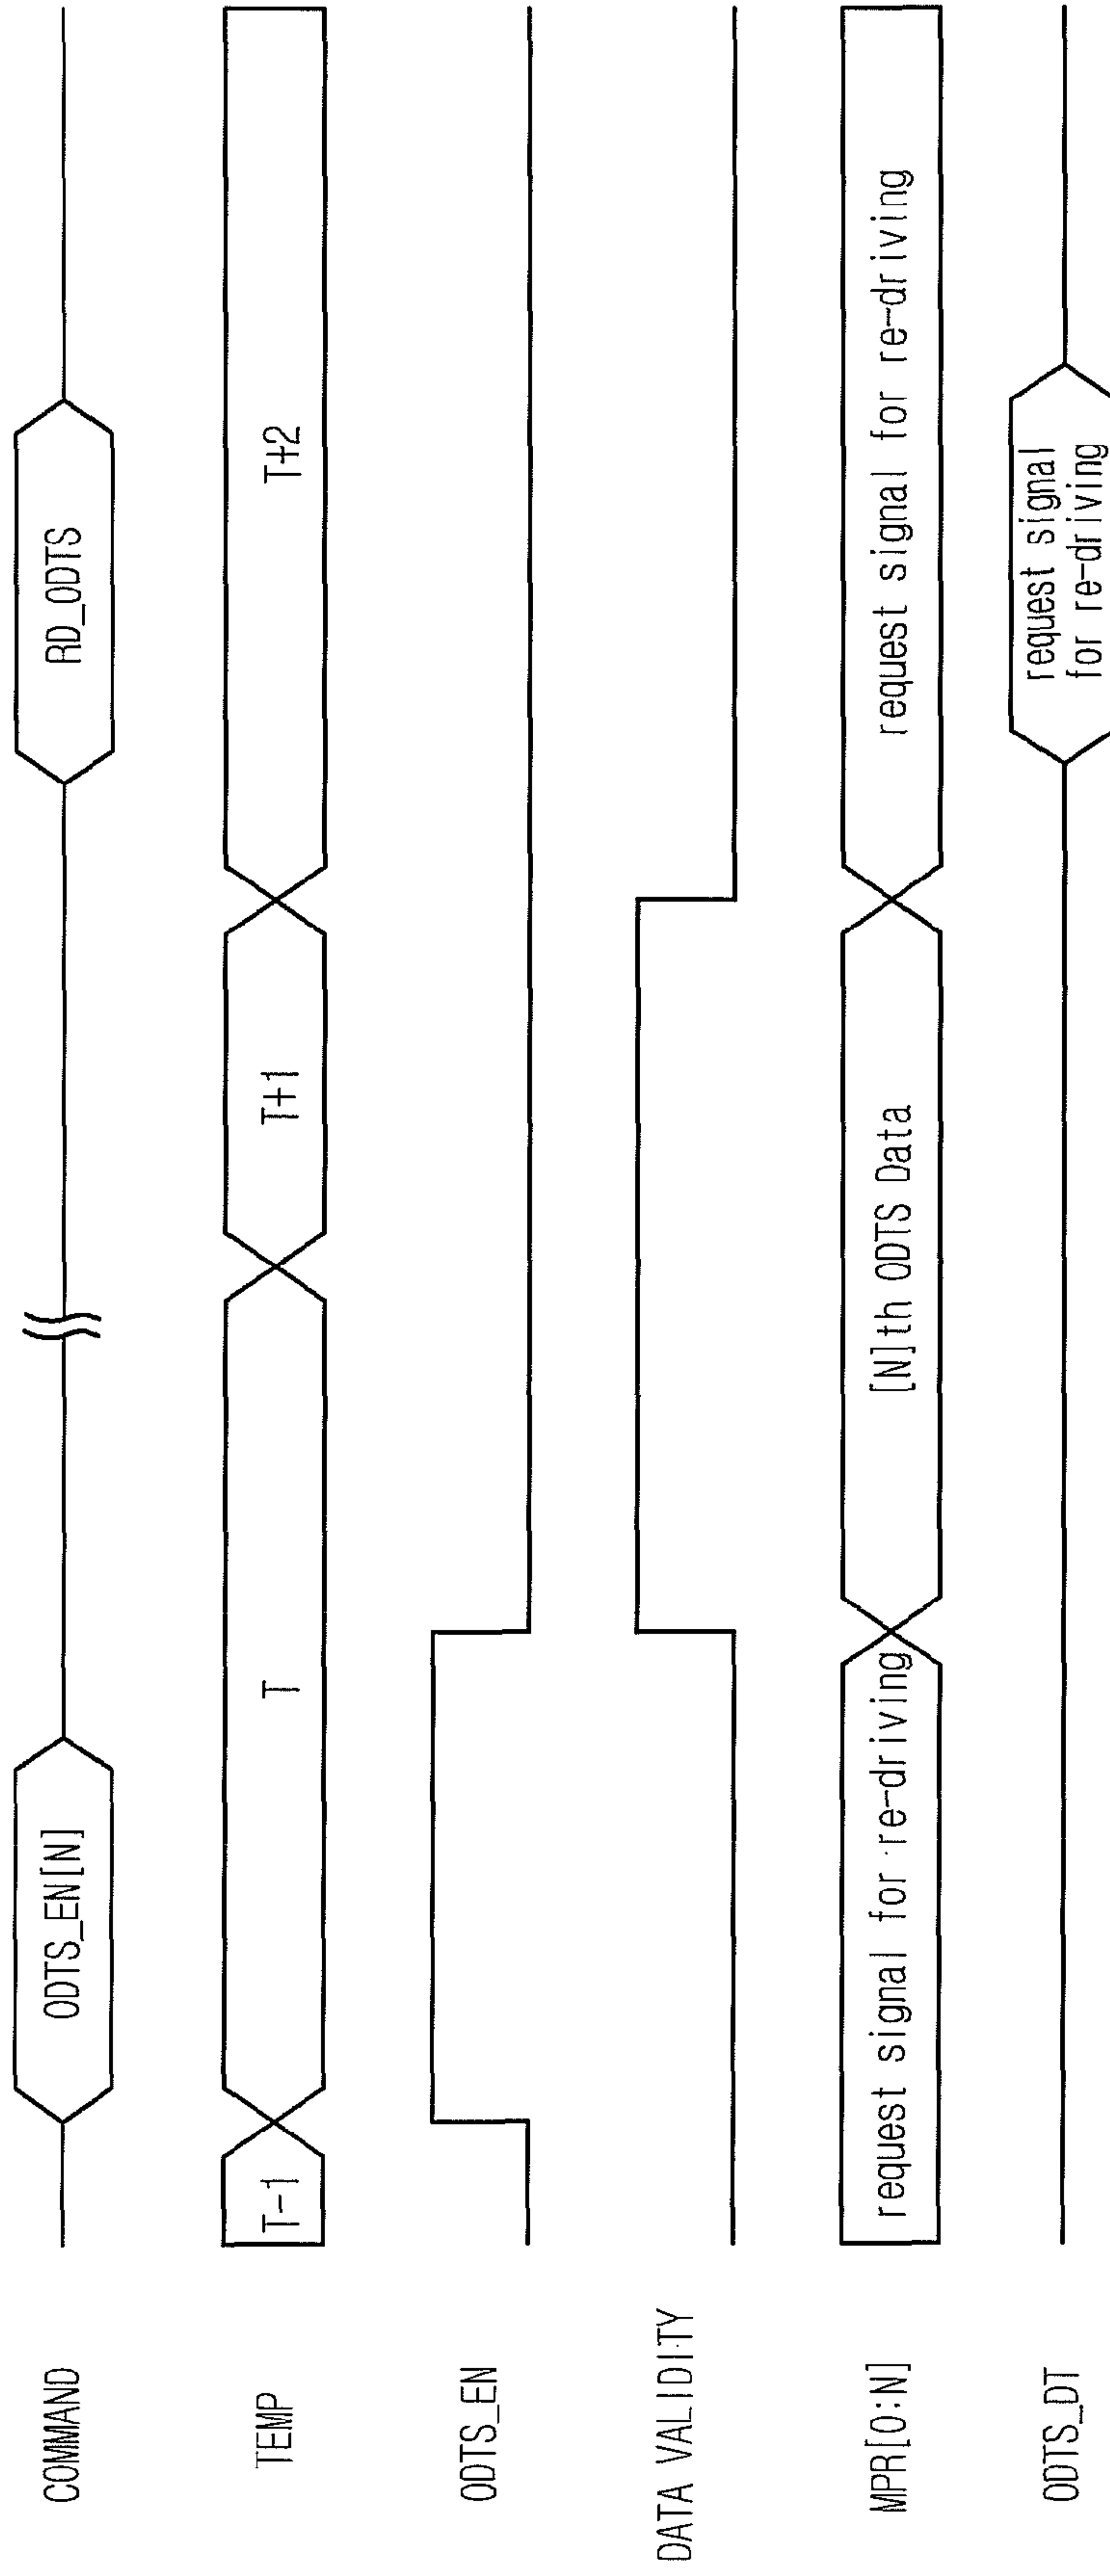 COMMAND
ODTS_EN[N]
RD_ODTS
TEMP
T-1
T
T+1
T+2
ODTS_EN
DATA VALIDITY
MPR[0:N]
request signal for re-driving
[N]th ODTS Data
request signal for re-driving
ODTS_DT
request signal
for re-driving